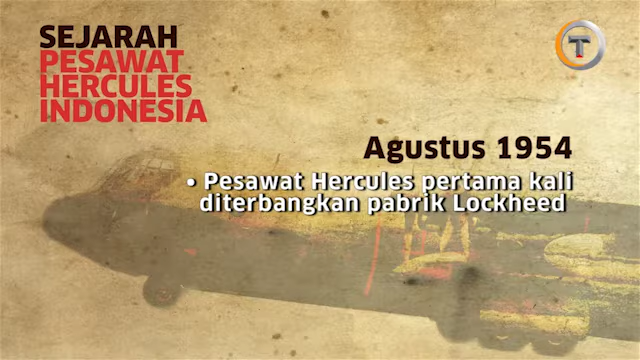 SEJARAH
PESAWAT
HERCULES
INDONESIA
T
Agustus 1954
• Pesawat Hercules pertama kali
diterbangkan pabrik Lockheed